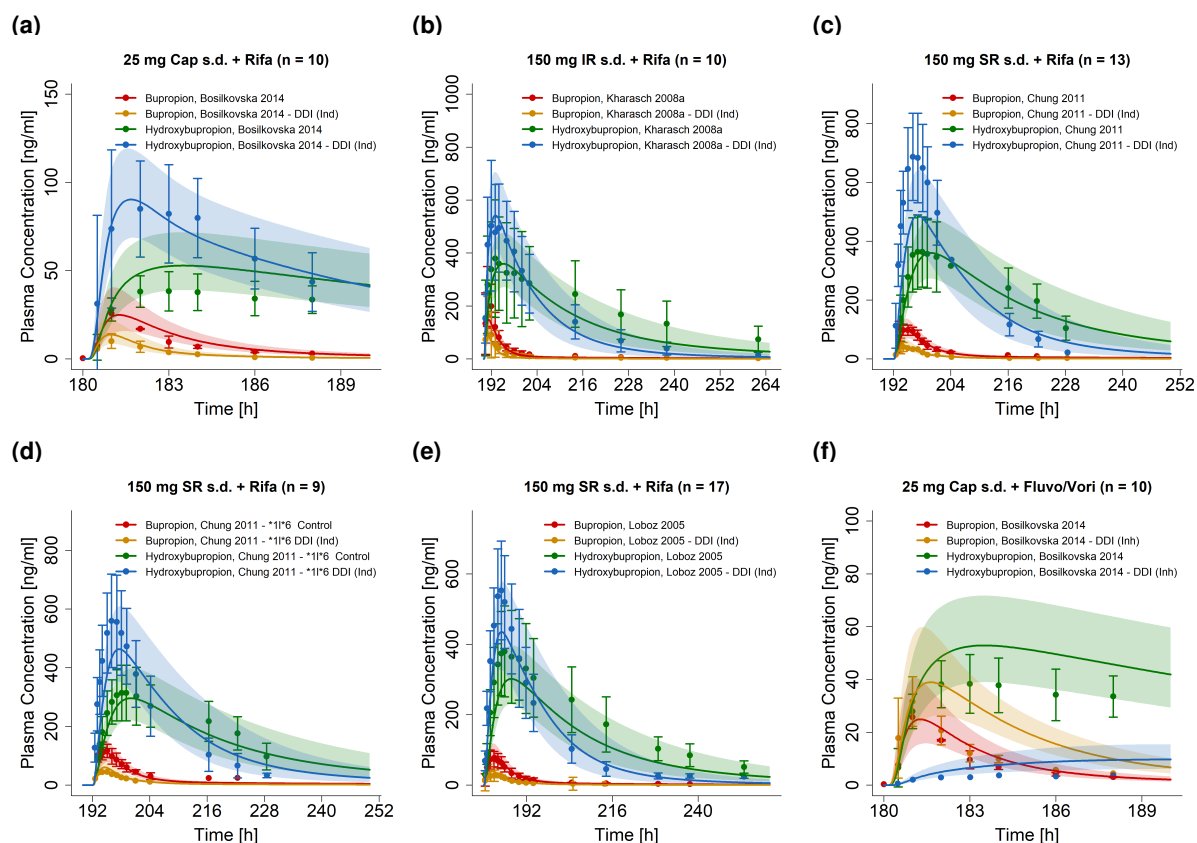 (a)
25 mg Cap s.d. + Rifa (n = 10)
Plasma Concentration [ng/ml]
150
100
50
0
Bupropion, Bosilkovska 2014
Bupropion, Bosilkovska 2014 - DDI (Ind)
Hydroxybupropion, Bosilkovska 2014
Hydroxybupropion, Bosilkovska 2014 - DDI (Ind)
180 183 186 189
Time [h]
(b)
150 mg IR s.d. + Rifa (n = 10)
Plasma Concentration [ng/ml]
1000
800
600
400
200
0
Bupropion, Kharasch 2008a
Bupropion, Kharasch 2008a - DDI (Ind)
Hydroxybupropion, Kharasch 2008a
Hydroxybupropion, Kharasch 2008a - DDI (Ind)
192 204 216 228 240 252 264
Time [h]
(c)
150 mg SR s.d. + Rifa (n = 13)
Plasma Concentration [ng/ml]
800
600
400
200
0
Bupropion, Chung 2011
Bupropion, Chung 2011 - DDI (Ind)
Hydroxybupropion, Chung 2011
Hydroxybupropion, Chung 2011 - DDI (Ind)
192 204 216 228 240 252
Time [h]
(d)
150 mg SR s.d. + Rifa (n = 9)
Plasma Concentration [ng/ml]
800
600
400
200
0
Bupropion, Chung 2011 - *1l*6 Control
Bupropion, Chung 2011 - *1l*6 DDI (Ind)
Hydroxybupropion, Chung 2011 - *1l*6 Control
Hydroxybupropion, Chung 2011 - *1l*6 DDI (Ind)
192 204 216 228 240 252
Time [h]
(e)
150 mg SR s.d. + Rifa (n = 17)
Plasma Concentration [ng/ml]
600
400
200
0
Bupropion, Loboz 2005
Bupropion, Loboz 2005 - DDI (Ind)
Hydroxybupropion, Loboz 2005
Hydroxybupropion, Loboz 2005 - DDI (Ind)
192 216 240
Time [h]
(f)
25 mg Cap s.d. + Fluvo/Vori (n = 10)
Plasma Concentration [ng/ml]
100
80
60
40
20
0
Bupropion, Bosilkovska 2014
Bupropion, Bosilkovska 2014 - DDI (Inh)
Hydroxybupropion, Bosilkovska 2014
Hydroxybupropion, Bosilkovska 2014 - DDI (Inh)
180 183 186 189
Time [h]